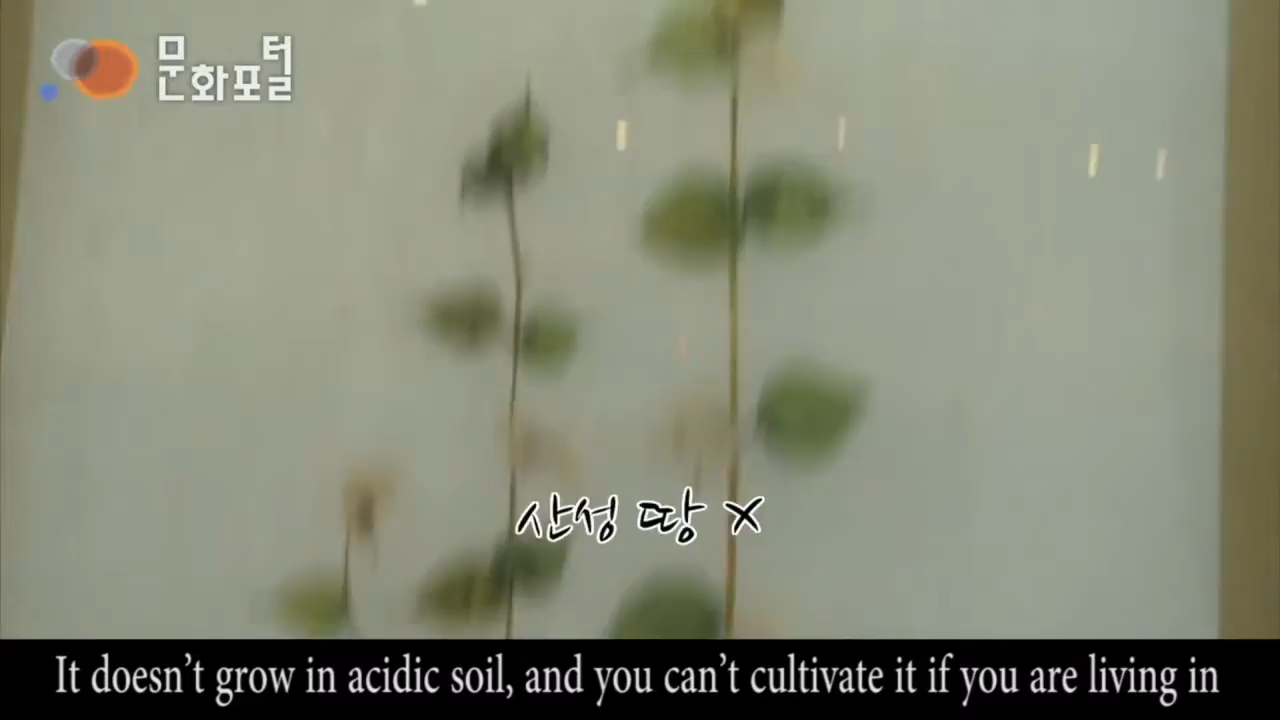 문화포털
산성 땅 X
It doesn’t grow in acidic soil, and you can’t cultivate it if you are living in